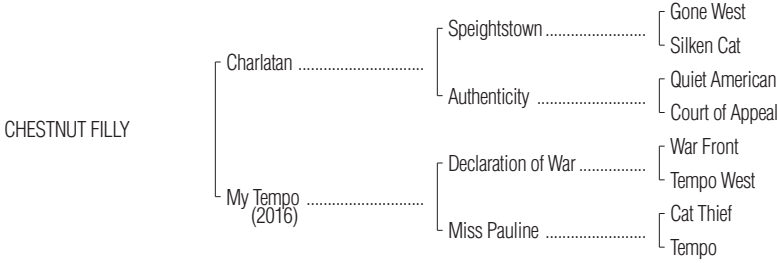 Gone West
Speightstown
Silken Cat
Charlatan
Quiet American
Authenticity
Court of Appeal
CHESTNUT FILLY
War Front
Declaration of War
Tempo West
My Tempo
(2016)
Cat Thief
Miss Pauline
Tempo